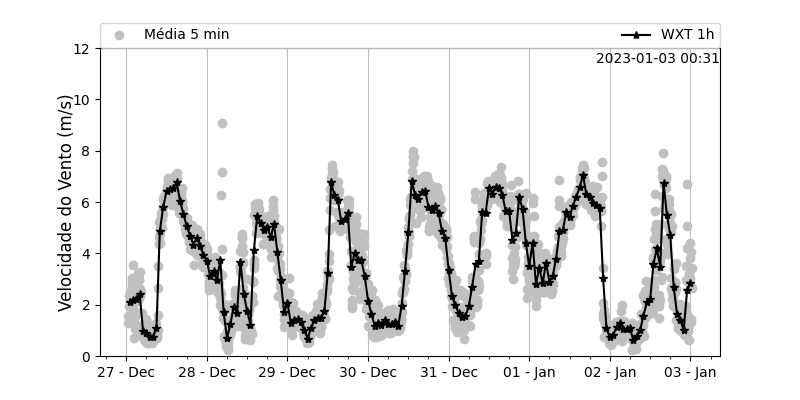 Média 5 min
WXT 1h
2023-01-03 00:31
Velocidade do Vento (m/s)
12
10
8
6
4
2
0
27 - Dec
28 - Dec
29 - Dec
30 - Dec
31 - Dec
01 - Jan
02 - Jan
03 - Jan